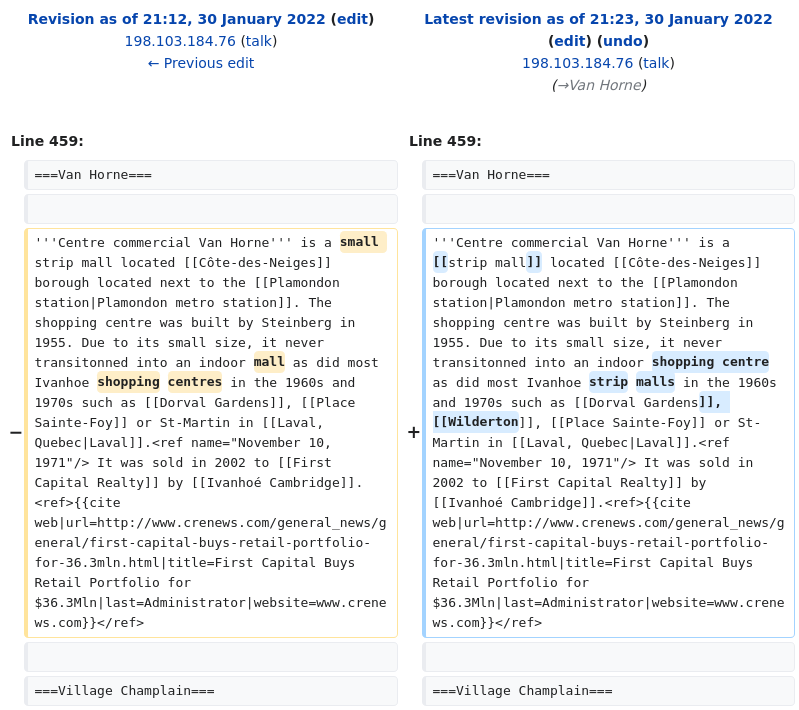 Revision as of 21:12, 30 January 2022 (edit)
198.103.184.76 (talk)
← Previous edit
Latest revision as of 21:23, 30 January 2022
(edit) (undo)
198.103.184.76 (talk)
(→Van Horne)
Line 459:
Line 459:
===Van Horne===
===Van Horne===
−
'''Centre commercial Van Horne''' is a small
strip mall located [[Côte-des-Neiges]]
borough located next to the [[Plamondon
station|Plamondon metro station]]. The
shopping centre was built by Steinberg in
1955. Due to its small size, it never
transitonned into an indoor mall as did most
Ivanhoe shopping centres in the 1960s and
1970s such as [[Dorval Gardens]], [[Place
Sainte-Foy]] or St-Martin in [[Laval,
Quebec|Laval]].<ref name="November 10,
1971"/> It was sold in 2002 to [[First
Capital Realty]] by [[Ivanhoé Cambridge]].
<ref>{{cite
web|url=http://www.crenews.com/general_news/g
eneral/first-capital-buys-retail-portfolio-
for-36.3mln.html|title=First Capital Buys
Retail Portfolio for
$36.3Mln|last=Administrator|website=www.crene
ws.com}}</ref>
+
'''Centre commercial Van Horne''' is a
[[strip mall]] located [[Côte-des-Neiges]]
borough located next to the [[Plamondon
station|Plamondon metro station]]. The
shopping centre was built by Steinberg in
1955. Due to its small size, it never
transitonned into an indoor shopping centre
as did most Ivanhoe strip malls in the 1960s
and 1970s such as [[Dorval Gardens]],
[[Wilderton]], [[Place Sainte-Foy]] or St-
Martin in [[Laval, Quebec|Laval]].<ref
name="November 10, 1971"/> It was sold in
2002 to [[First Capital Realty]] by
[[Ivanhoé Cambridge]].<ref>{{cite
web|url=http://www.crenews.com/general_news/g
eneral/first-capital-buys-retail-portfolio-
for-36.3mln.html|title=First Capital Buys
Retail Portfolio for
$36.3Mln|last=Administrator|website=www.crene
ws.com}}</ref>
===Village Champlain===
===Village Champlain===